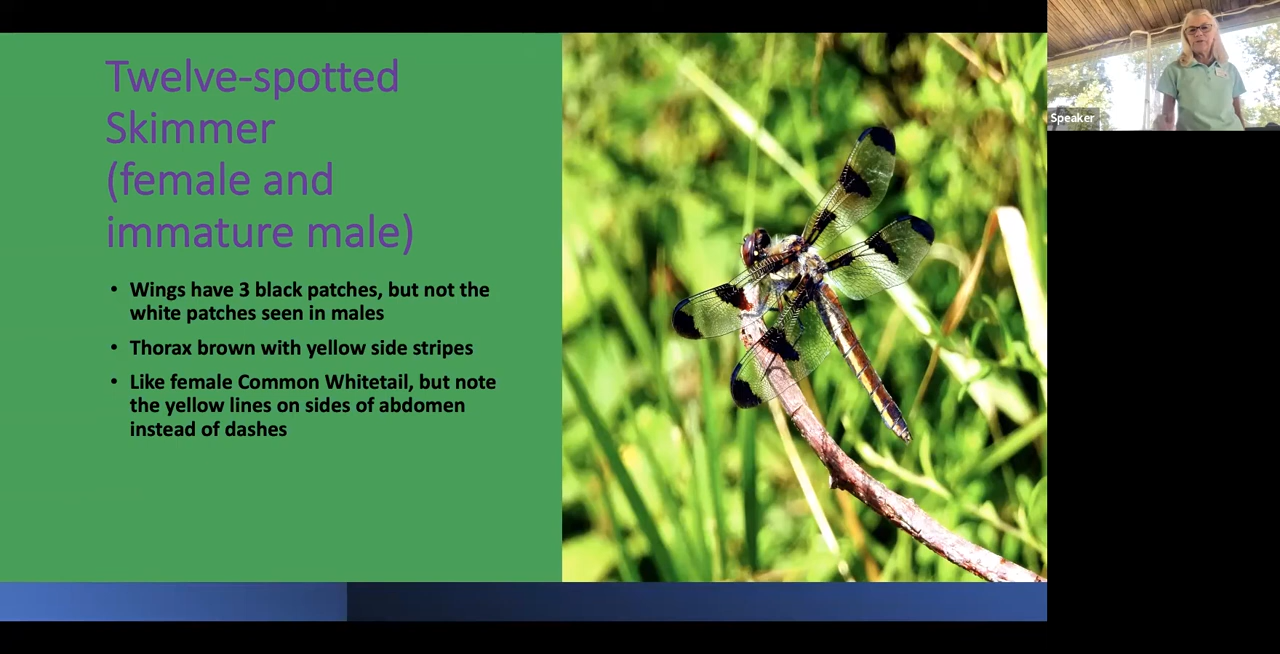 Twelve-spotted
Skimmer
(female and
immature male)
• Wings have 3 black patches, but not the
white patches seen in males
• Thorax brown with yellow side stripes
• Like female Common Whitetail, but note
the yellow lines on sides of abdomen
instead of dashes
Speaker